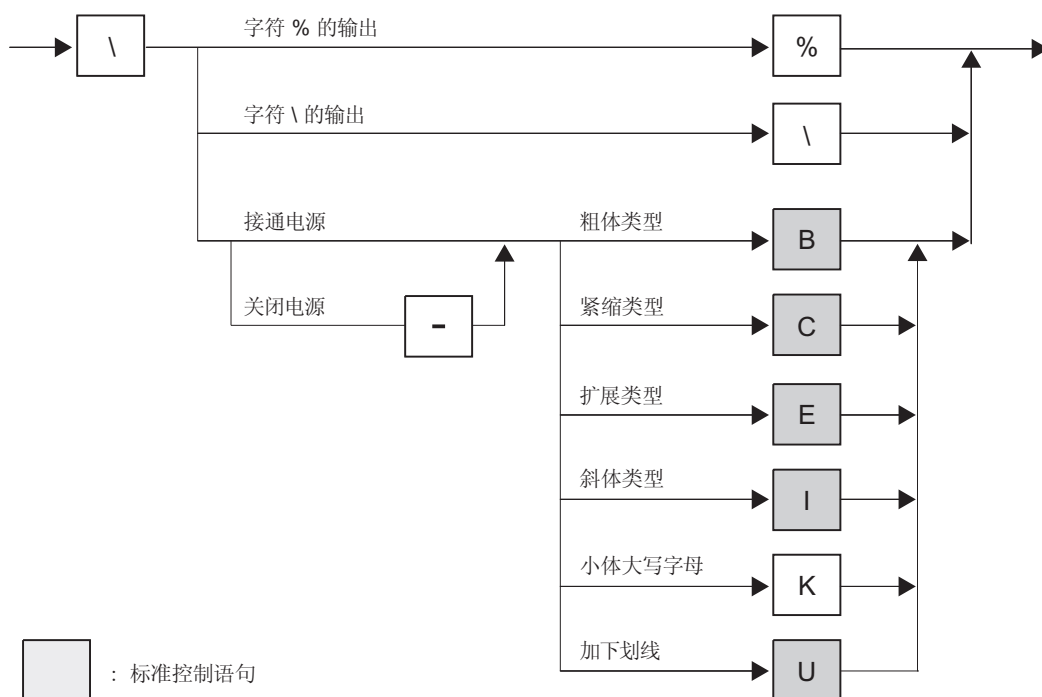 \
字符 % 的输出
%
字符 \ 的输出
\
接通电源
粗体类型
B
关闭电源
-
紧缩类型
C
扩展类型
E
斜体类型
I
小体大写字母
K
加下划线
U
: 标准控制语句